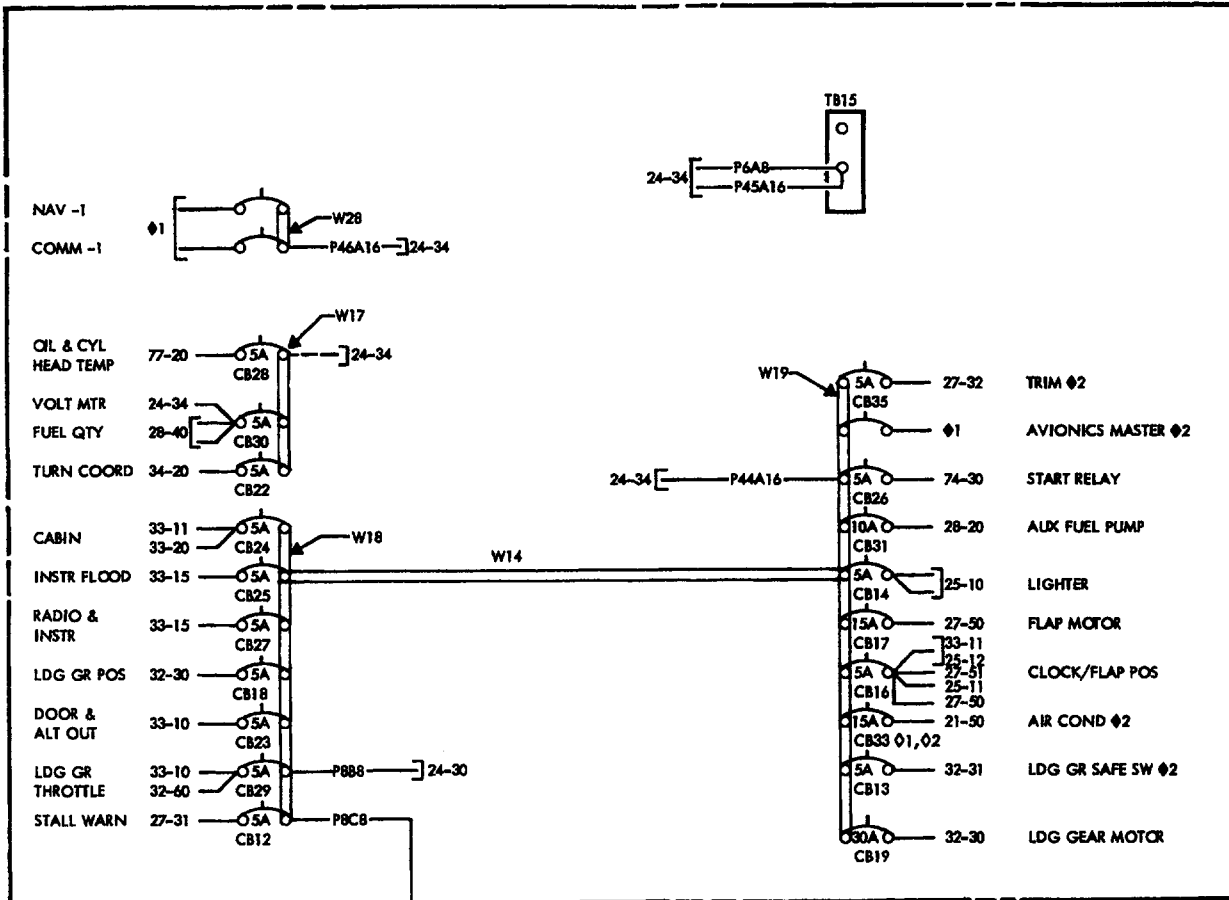 TB15
24-34 P6A8
P45A16
NAV -1
♦1
W28
COMM -1 P46A16 24-34
W17
OIL & CYL
HEAD TEMP 77-20 5A 24-34
CB28
VOLT MTR 24-34
FUEL QTY 28-40 5A
CB30
TURN COORD 34-20 5A
CB22
CABIN 33-11 5A
33-20 CB24
W18
W14
INSTR FLOOD 33-15 5A
CB25
RADIO &
INSTR 33-15 5A
CB27
LDG GR POS 32-30 5A
CB18
DOOR &
ALT OUT 33-10 5A
CB23
LDG GR 33-10 5A P8B8 24-30
THROTTLE 32-60 CB29
STALL WARN 27-31 5A P8C8
CB12
W19
5A 27-32 TRIM ♦2
CB35
♦1 AVIONICS MASTER ♦2
24-34 P44A16 5A 74-30 START RELAY
CB26
10A 28-20 AUX FUEL PUMP
CB31
5A 25-10 LIGHTER
CB14
15A 27-50 FLAP MOTOR
CB17
33-11
25-12
5A 27-51 CLOCK/FLAP POS
CB16 25-11
27-50
15A 21-50 AIR COND ♦2
CB33 ◊1,◊2
5A 32-31 LDG GR SAFE SW ♦2
CB13
30A 32-30 LDG GEAR MOTOR
CB19